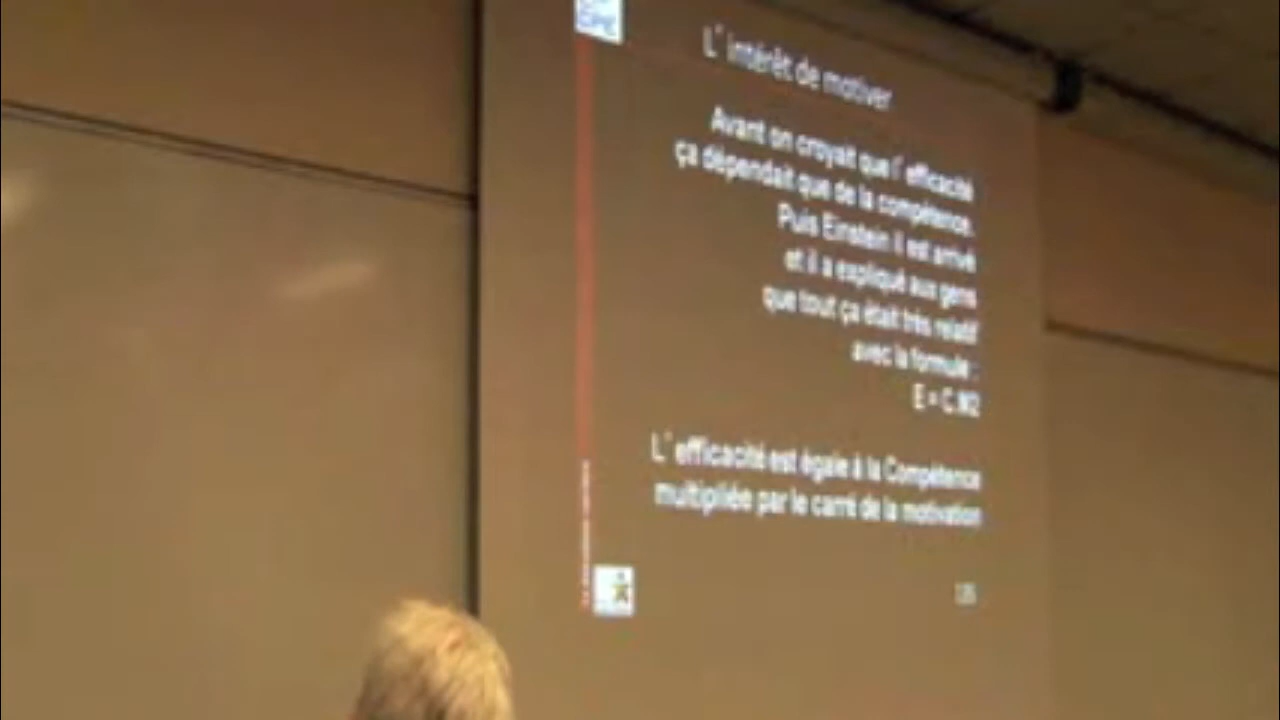 L'intérêt de motiver
Avant on croyait que l'efficacité
ça dépendait que de la compétence.
Puis Einstein il est arrivé
et il a expliqué aux gens
que tout ça était très relatif
avec la formule :
E = C.M2
L'efficacité est égale à la Compétence
multipliée par le carré de la motivation